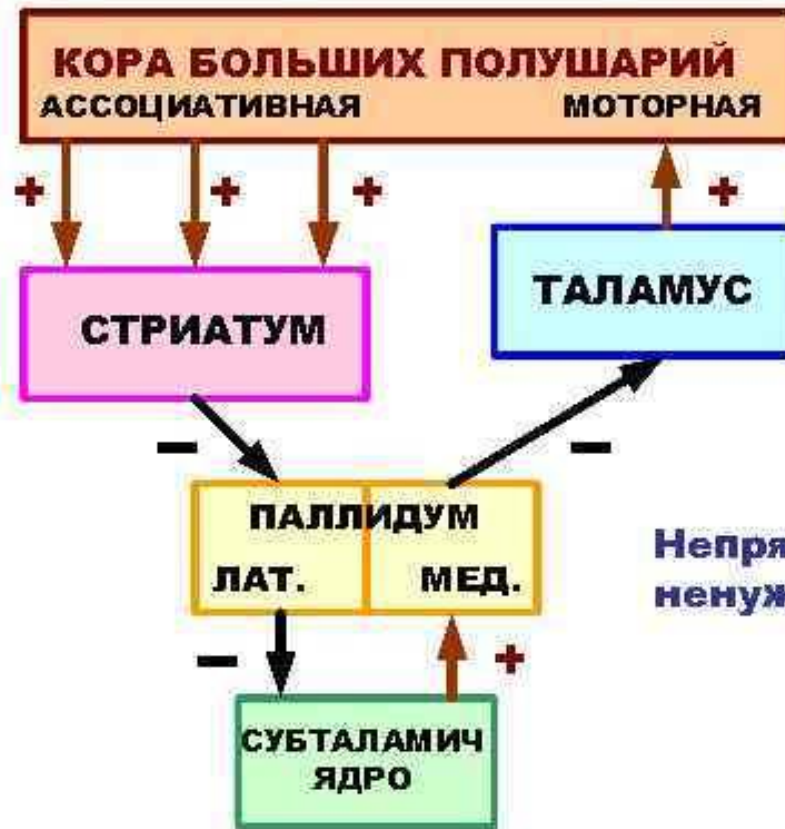 КОРА БОЛЬШИХ ПОЛУШАРИЙ
АССОЦИАТИВНАЯ МОТОРНАЯ
+ + + +
СТРИАТУМ
ТАЛАМУС
– –
ПАЛЛИДУМ
ЛАТ. МЕД.
– +
СУБТАЛАМИЧ
ЯДРО